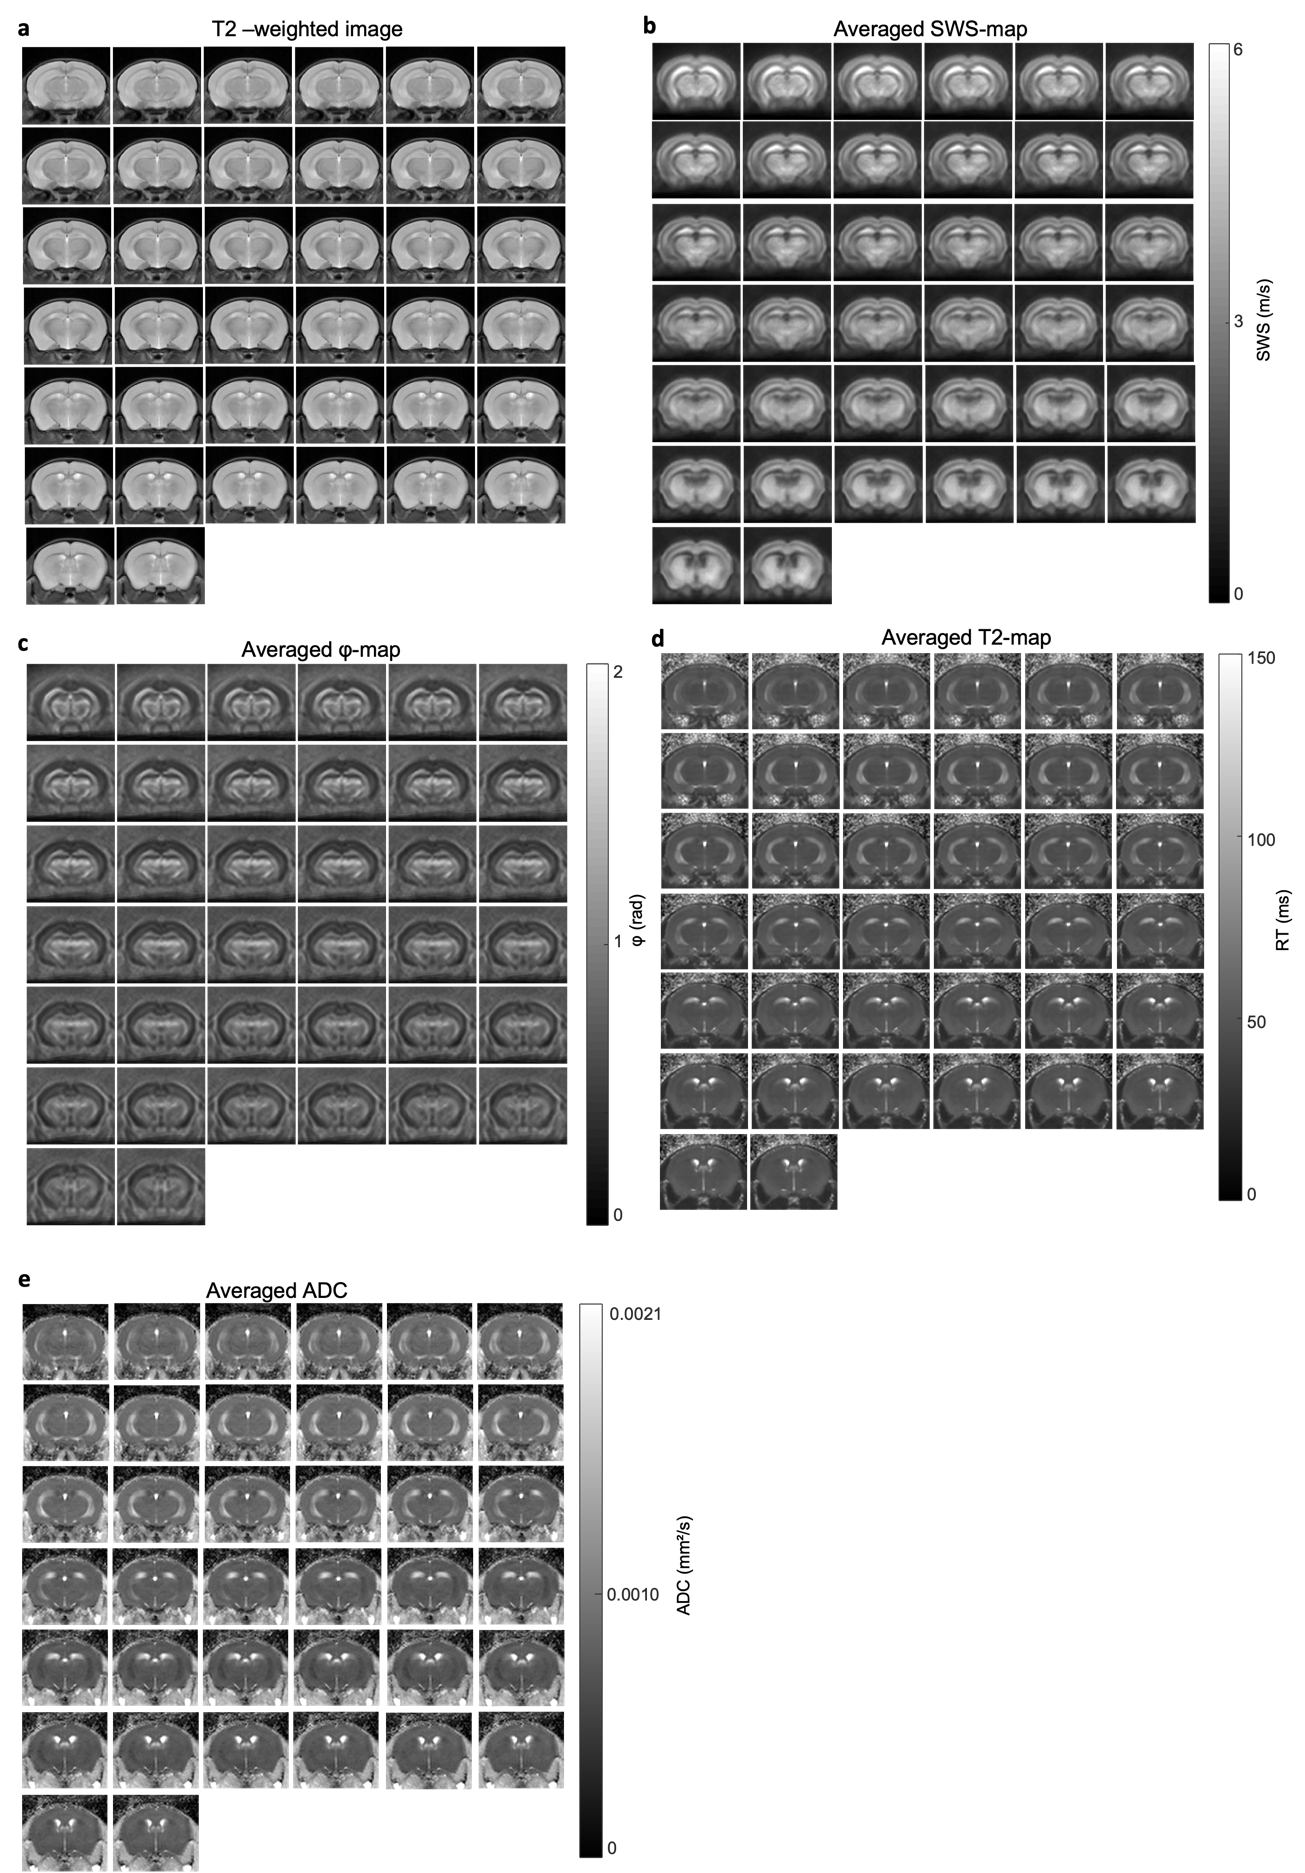 a
T2 –weighted image
b
Averaged SWS-map
6
3
0
SWS (m/s)
c
Averaged φ-map
2
1
0
φ (rad)
d
Averaged T2-map
150
100
50
0
RT (ms)
e
Averaged ADC
0.0021
0.0010
0
ADC (mm²/s)